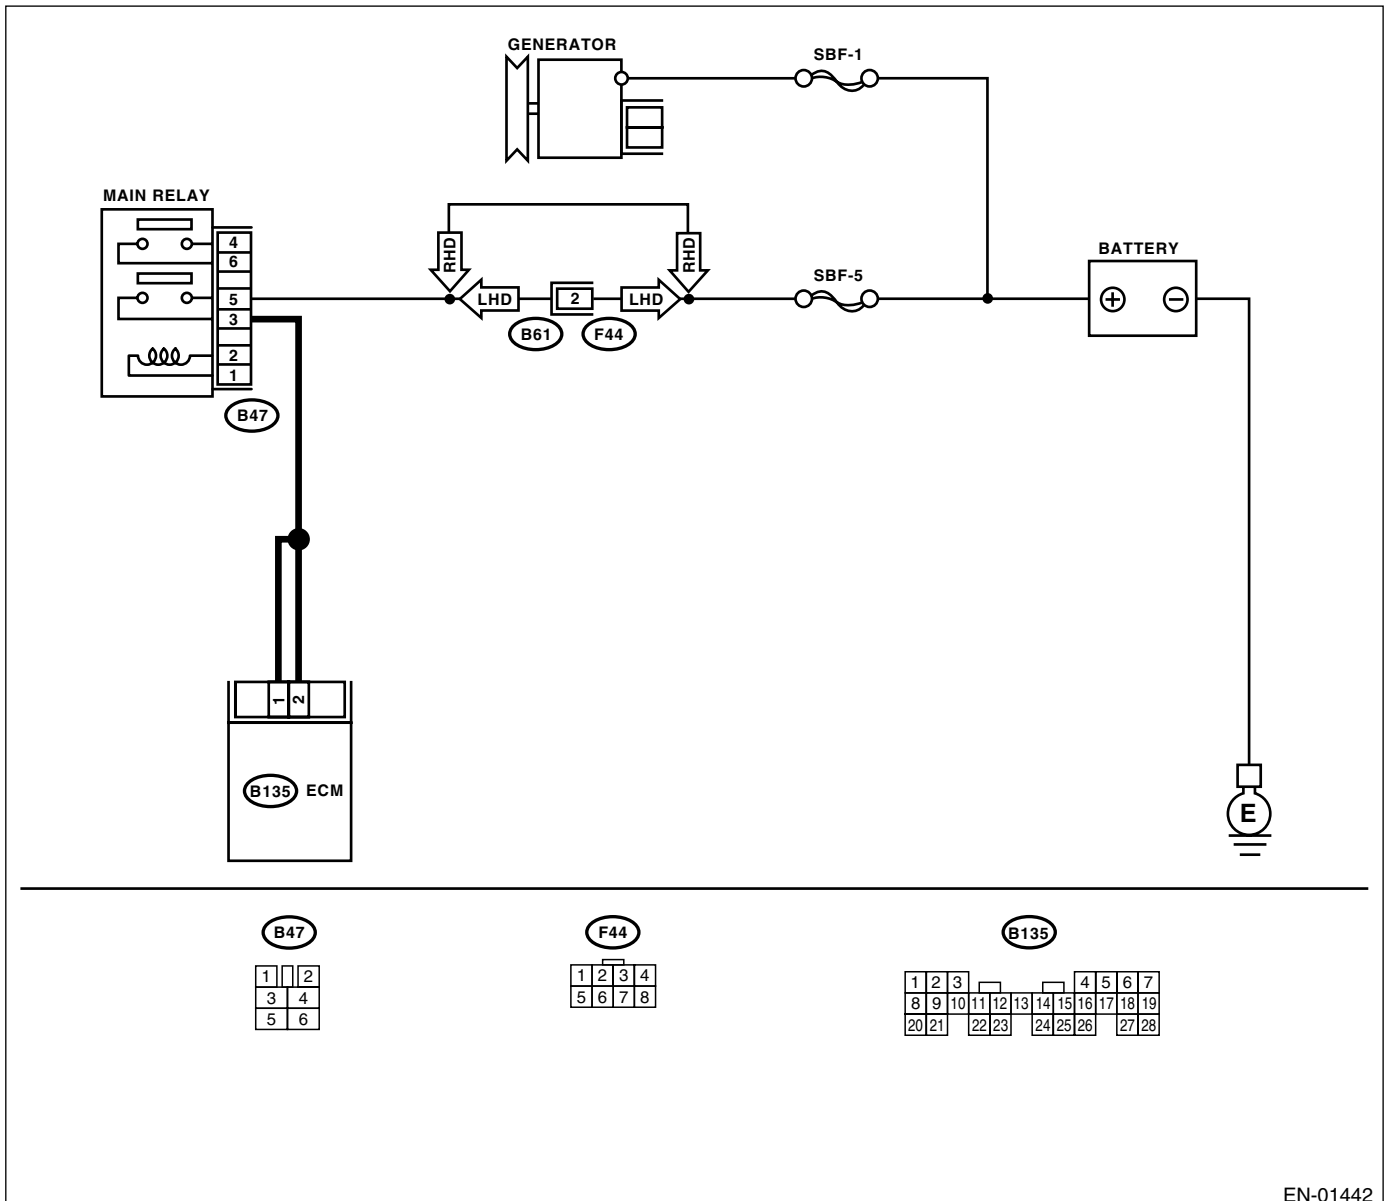 GENERATOR
SBF-1
MAIN RELAY
4
6
5
3
2
1
B47
RHD
RHD
LHD
2
LHD
B61
F44
SBF-5
BATTERY
+
−
1
2
B135 ECM
E
B47
1 2
3 4
5 6
F44
1 2 3 4
5 6 7 8
B135
1 2 3 4 5 6 7
8 9 10 11 12 13 14 15 16 17 18 19
20 21 22 23 24 25 26 27 28
EN-01442